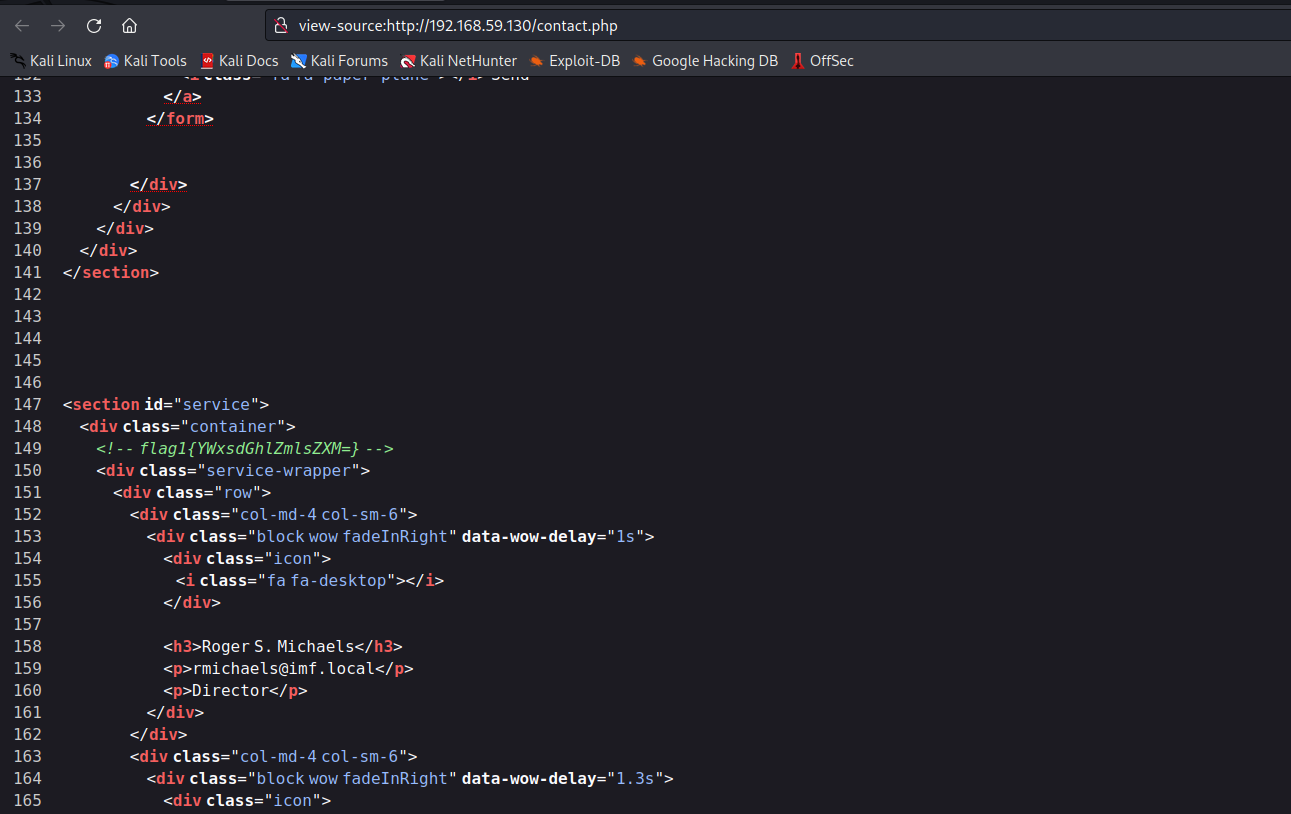 view-source:http://192.168.59.130/contact.php
Kali Linux Kali Tools Kali Docs Kali Forums Kali NetHunter Exploit-DB Google Hacking DB OffSec
132 <i class="fa fa-paper-plane"></i> Send
133 </a>
134 </form>
135
136
137 </div>
138 </div>
139 </div>
140 </div>
141 </section>
142
143
144
145
146
147 <section id="service">
148 <div class="container">
149 <!-- flag1{YWxsdGhlZmlsZXM=} -->
150 <div class="service-wrapper">
151 <div class="row">
152 <div class="col-md-4 col-sm-6">
153 <div class="block wow fadeInRight" data-wow-delay="1s">
154 <div class="icon">
155 <i class="fa fa-desktop"></i>
156 </div>
157
158 <h3>Roger S. Michaels</h3>
159 <p>rmichaels@imf.local</p>
160 <p>Director</p>
161 </div>
162 </div>
163 <div class="col-md-4 col-sm-6">
164 <div class="block wow fadeInRight" data-wow-delay="1.3s">
165 <div class="icon">